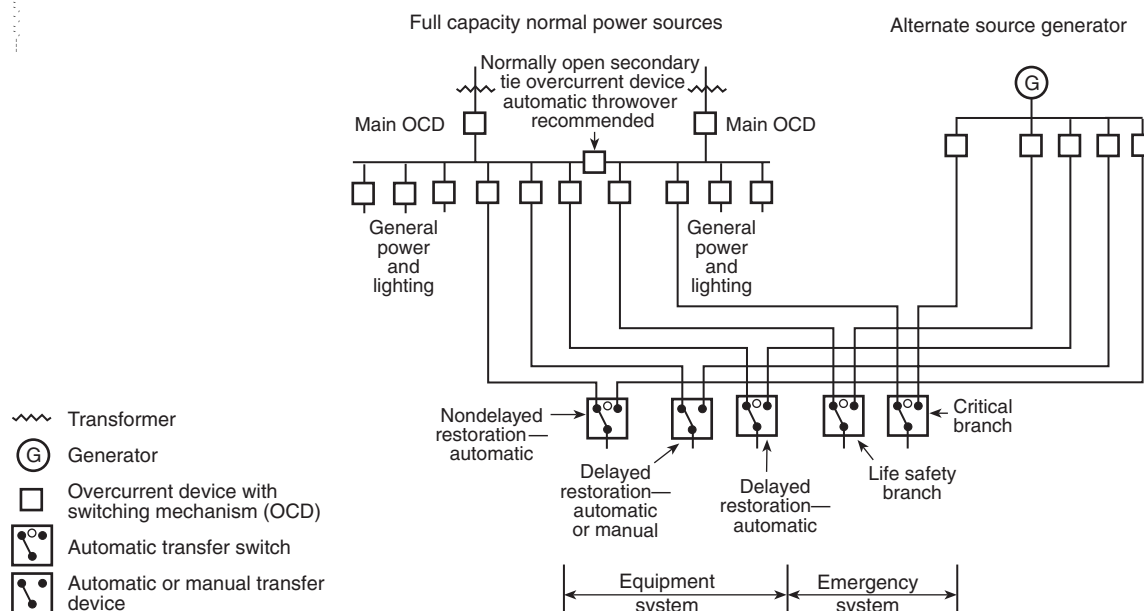 Full capacity normal power sources
Alternate source generator
Normally open secondary
tie overcurrent device
automatic throwover
recommended
Main OCD
Main OCD
G
General
power
and
lighting
General
power
and
lighting
Nondelayed
restoration—
automatic
Delayed
restoration—
automatic
or manual
Delayed
restoration—
automatic
Life safety
branch
Critical
branch
Transformer
G
Generator
Overcurrent device with
switching mechanism (OCD)
Automatic transfer switch
Automatic or manual transfer
device
Equipment
system
Emergency
system